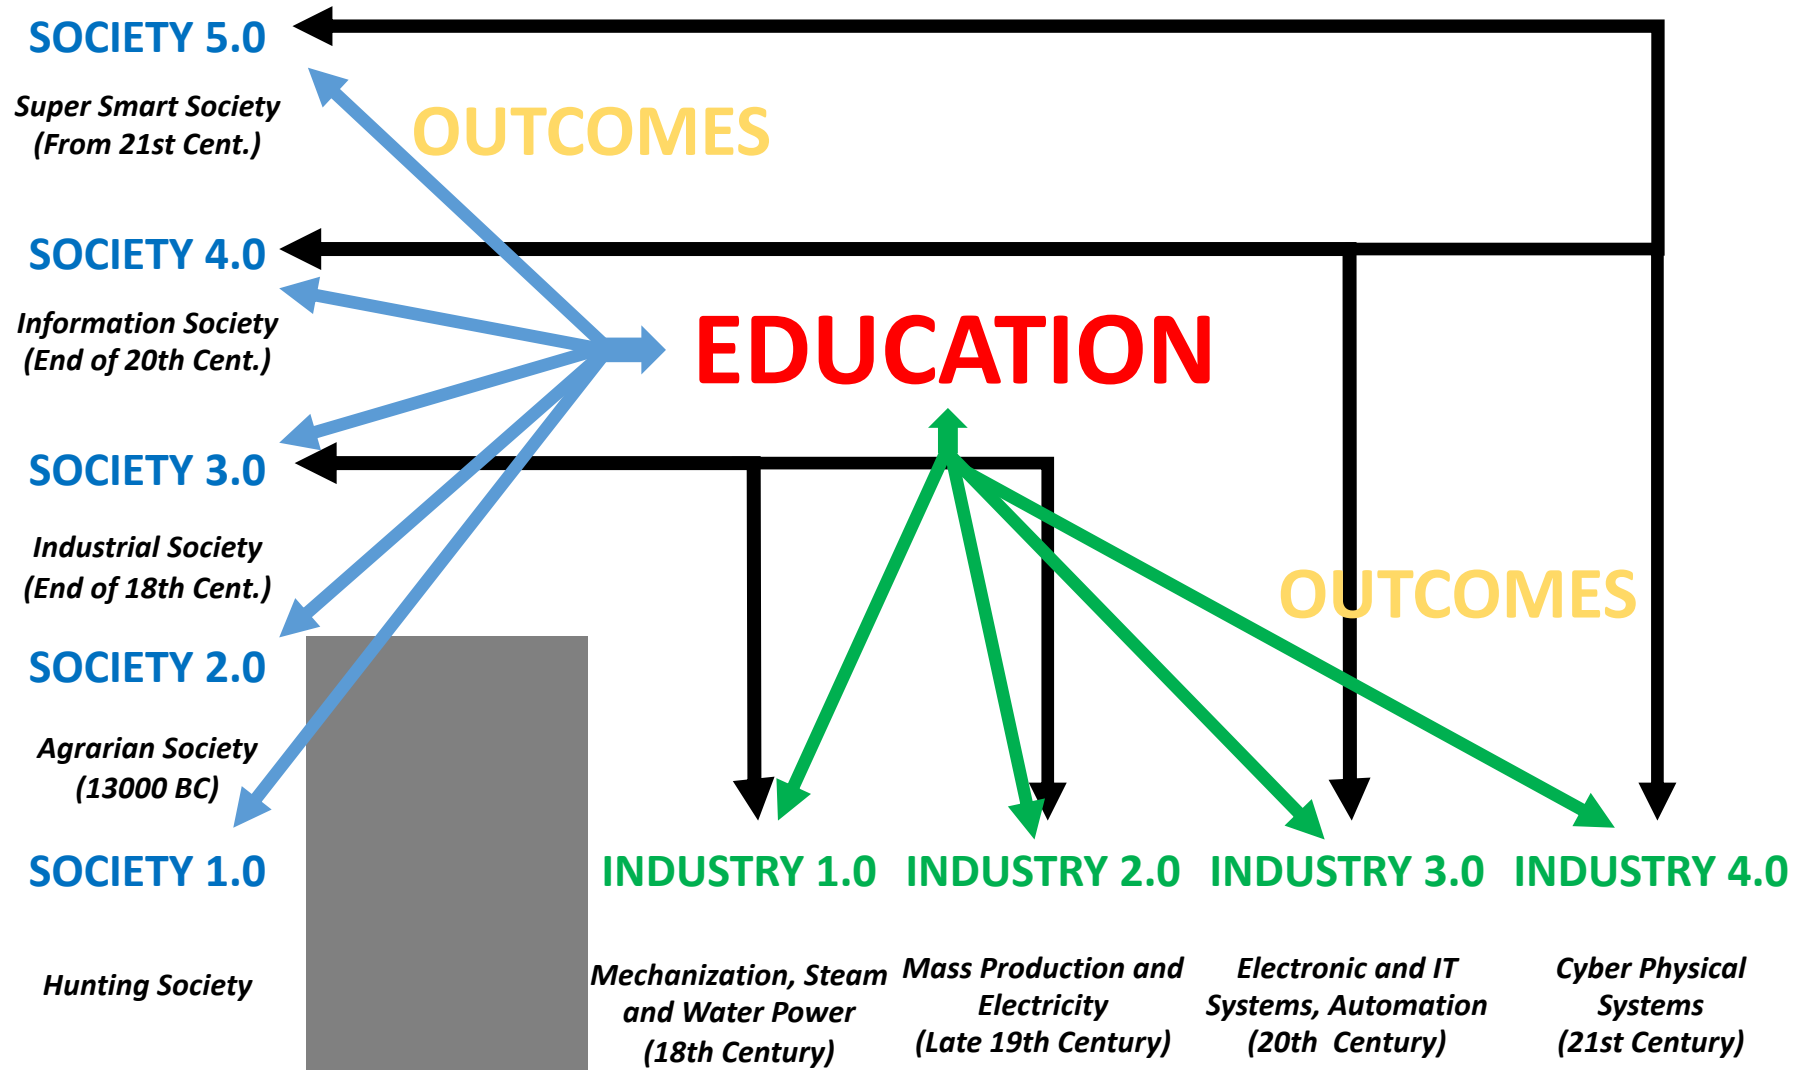 SOCIETY 5.0
Super Smart Society
(From 21st Cent.)
OUTCOMES
SOCIETY 4.0
Information Society
(End of 20th Cent.)
EDUCATION
SOCIETY 3.0
Industrial Society
(End of 18th Cent.)
OUTCOMES
SOCIETY 2.0
Agrarian Society
(13000 BC)
SOCIETY 1.0
Hunting Society
INDUSTRY 1.0
Mechanization, Steam
and Water Power
(18th Century)
INDUSTRY 2.0
Mass Production and
Electricity
(Late 19th Century)
INDUSTRY 3.0
Electronic and IT
Systems, Automation
(20th  Century)
INDUSTRY 4.0
Cyber Physical
Systems
(21st Century)